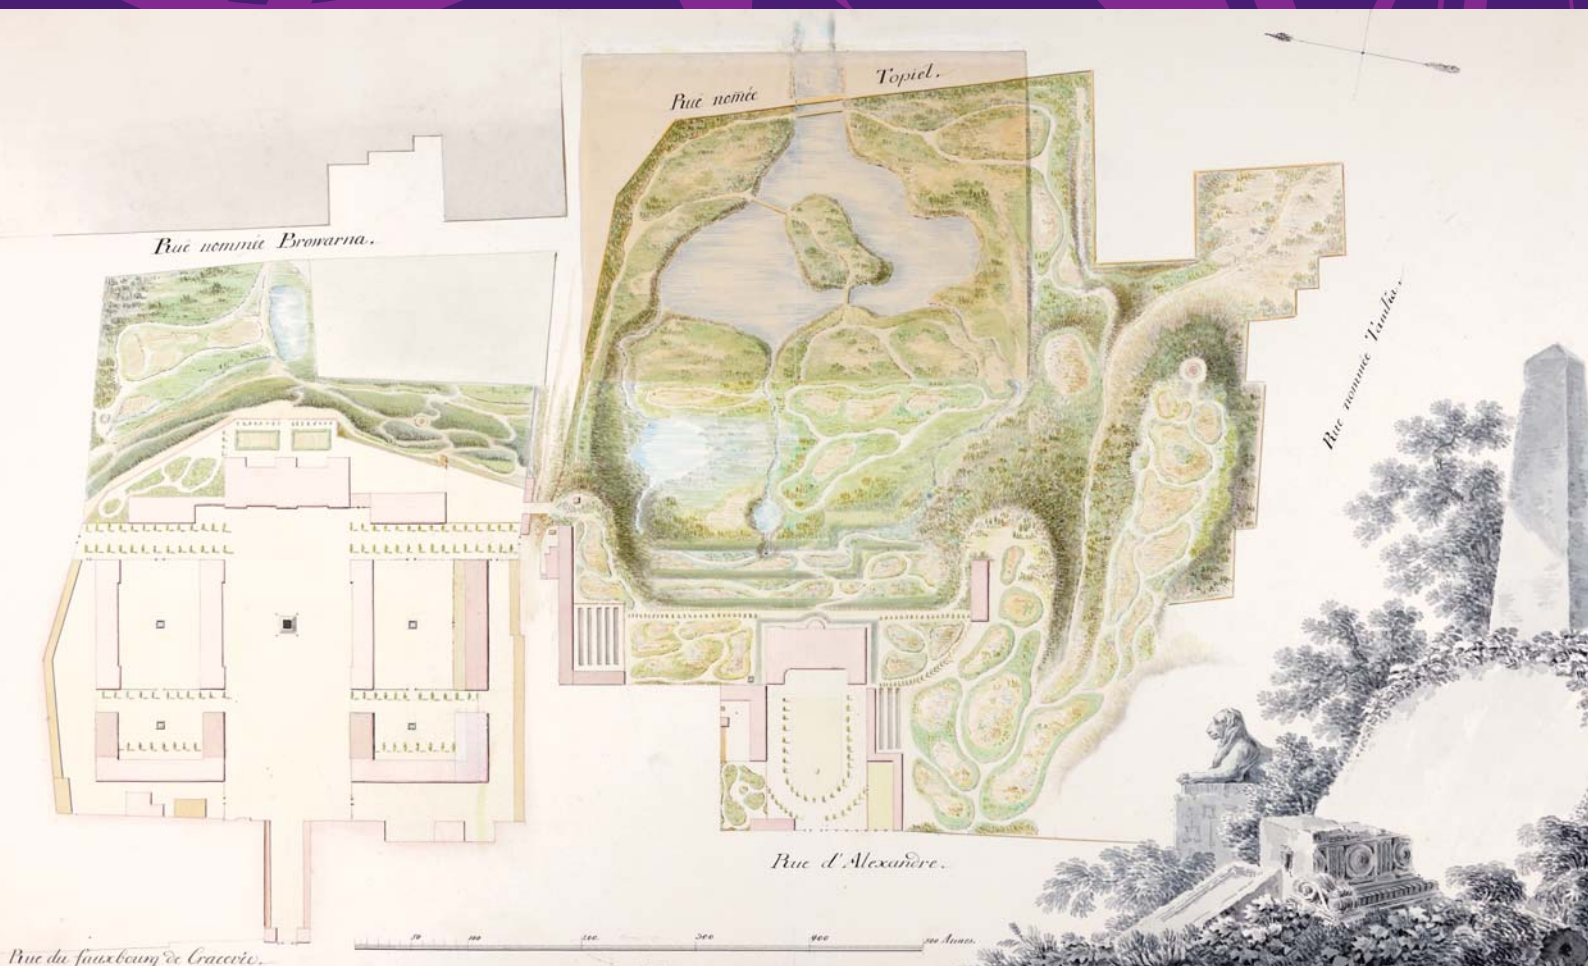 Rue nomée Topiel.
Rue nommée Browarna.
Rue nommée Tamka.
Rue d'Alexandre.
50 100 200. 300 400 500 Aunes.
Rue du fauxbourg de Cracovie.